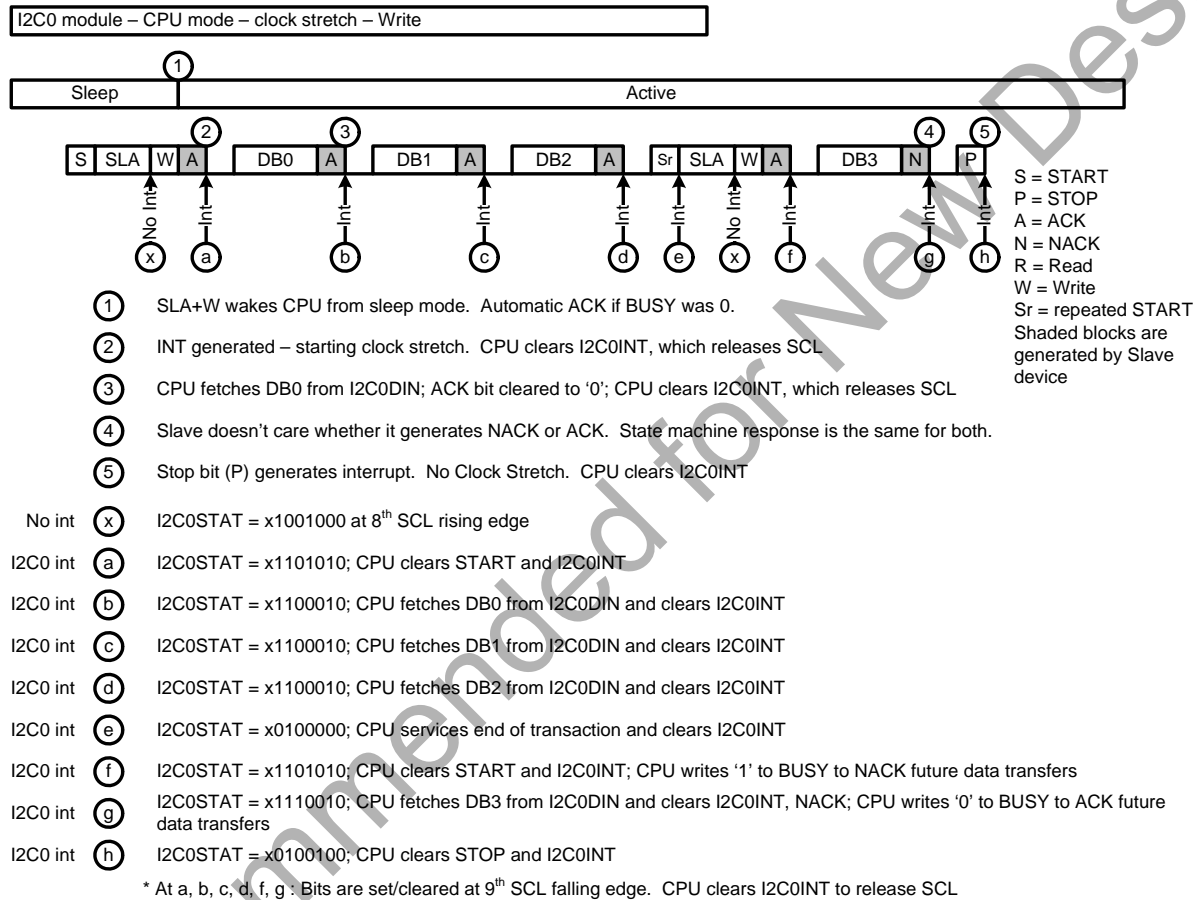 I2C0 module – CPU mode – clock stretch – Write
1
Sleep
Active
2
3
4
5
S SLA W A DB0 A DB1 A DB2 A Sr SLA W A DB3 N P
No Int
Int
Int
Int
Int
Int
No Int
Int
Int
Int
x a b c d e x f g h
S = START
P = STOP
A = ACK
N = NACK
R = Read
W = Write
Sr = repeated START
Shaded blocks are
generated by Slave
device
1 SLA+W wakes CPU from sleep mode. Automatic ACK if BUSY was 0.
2 INT generated – starting clock stretch. CPU clears I2C0INT, which releases SCL
3 CPU fetches DB0 from I2C0DIN; ACK bit cleared to ‘0’; CPU clears I2C0INT, which releases SCL
4 Slave doesn’t care whether it generates NACK or ACK. State machine response is the same for both.
5 Stop bit (P) generates interrupt. No Clock Stretch. CPU clears I2C0INT
No int x I2C0STAT = x1001000 at 8th SCL rising edge
I2C0 int a I2C0STAT = x1101010; CPU clears START and I2C0INT
I2C0 int b I2C0STAT = x1100010; CPU fetches DB0 from I2C0DIN and clears I2C0INT
I2C0 int c I2C0STAT = x1100010; CPU fetches DB1 from I2C0DIN and clears I2C0INT
I2C0 int d I2C0STAT = x1100010; CPU fetches DB2 from I2C0DIN and clears I2C0INT
I2C0 int e I2C0STAT = x0100000; CPU services end of transaction and clears I2C0INT
I2C0 int f I2C0STAT = x1101010; CPU clears START and I2C0INT; CPU writes ‘1’ to BUSY to NACK future data transfers
I2C0 int g I2C0STAT = x1110010; CPU fetches DB3 from I2C0DIN and clears I2C0INT, NACK; CPU writes ‘0’ to BUSY to ACK future
data transfers
I2C0 int h I2C0STAT = x0100100; CPU clears STOP and I2C0INT
* At a, b, c, d, f, g : Bits are set/cleared at 9th SCL falling edge. CPU clears I2C0INT to release SCL
mmended for New Des